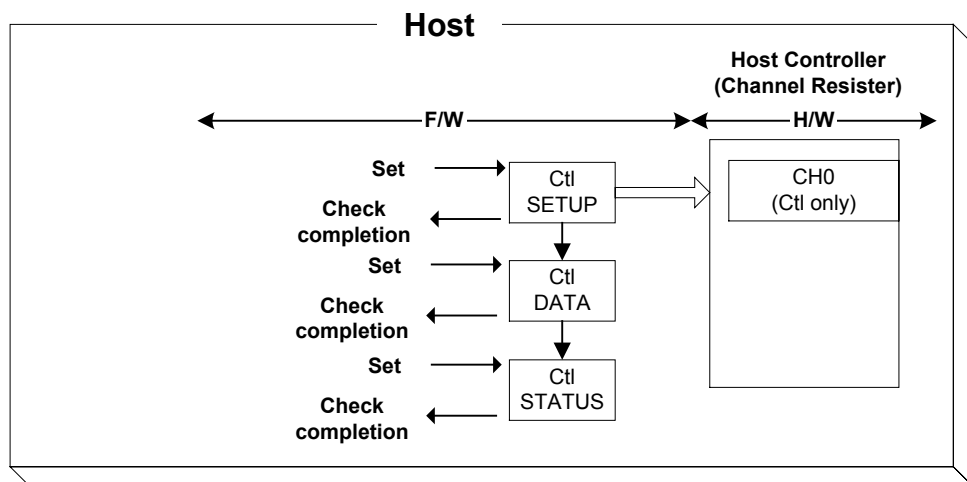 Host
Host Controller
(Channel Resister)
F/W
H/W
Set
Ctl
SETUP
CH0
(Ctl only)
Check
completion
Set
Ctl
DATA
Check
completion
Set
Ctl
STATUS
Check
completion